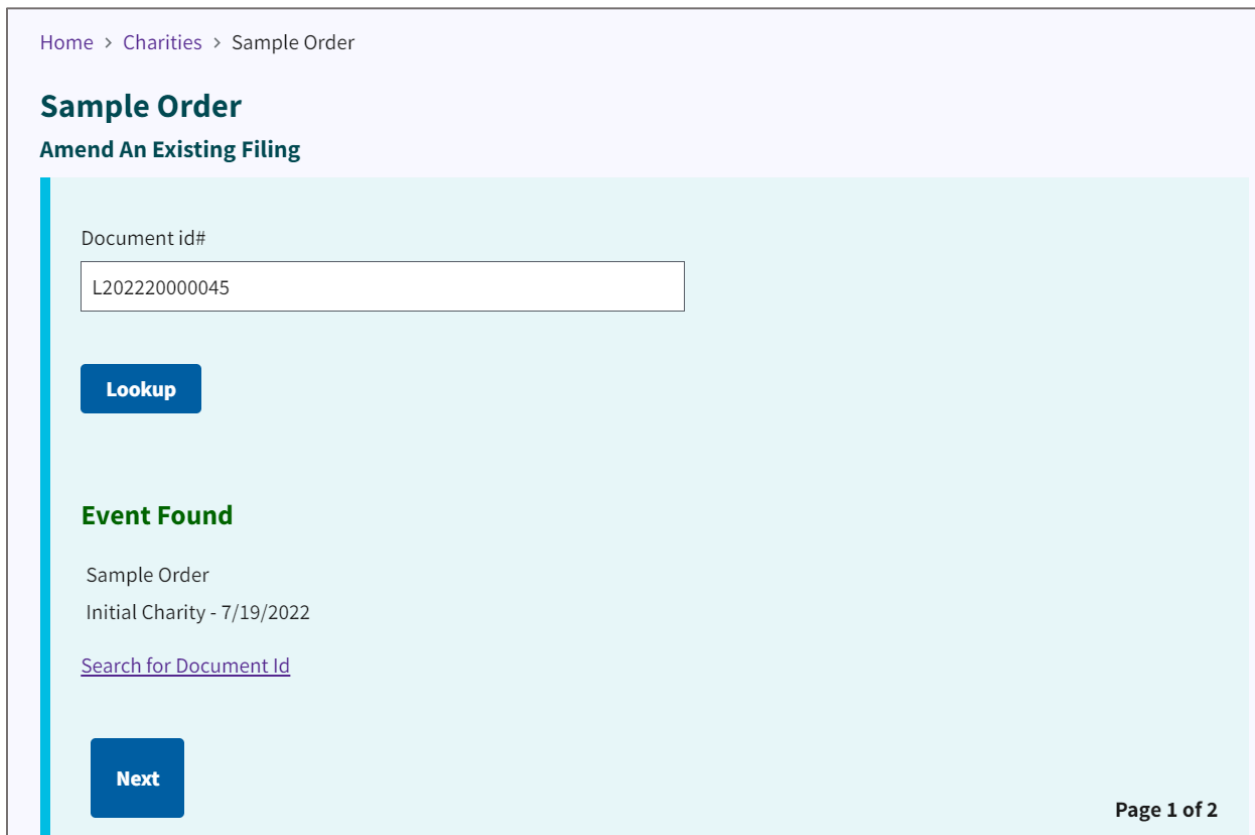 Home > Charities > Sample Order
Sample Order
Amend An Existing Filing
Document id#
L202220000045
Lookup
Event Found
Sample Order
Initial Charity - 7/19/2022
Search for Document Id
Next
Page 1 of 2